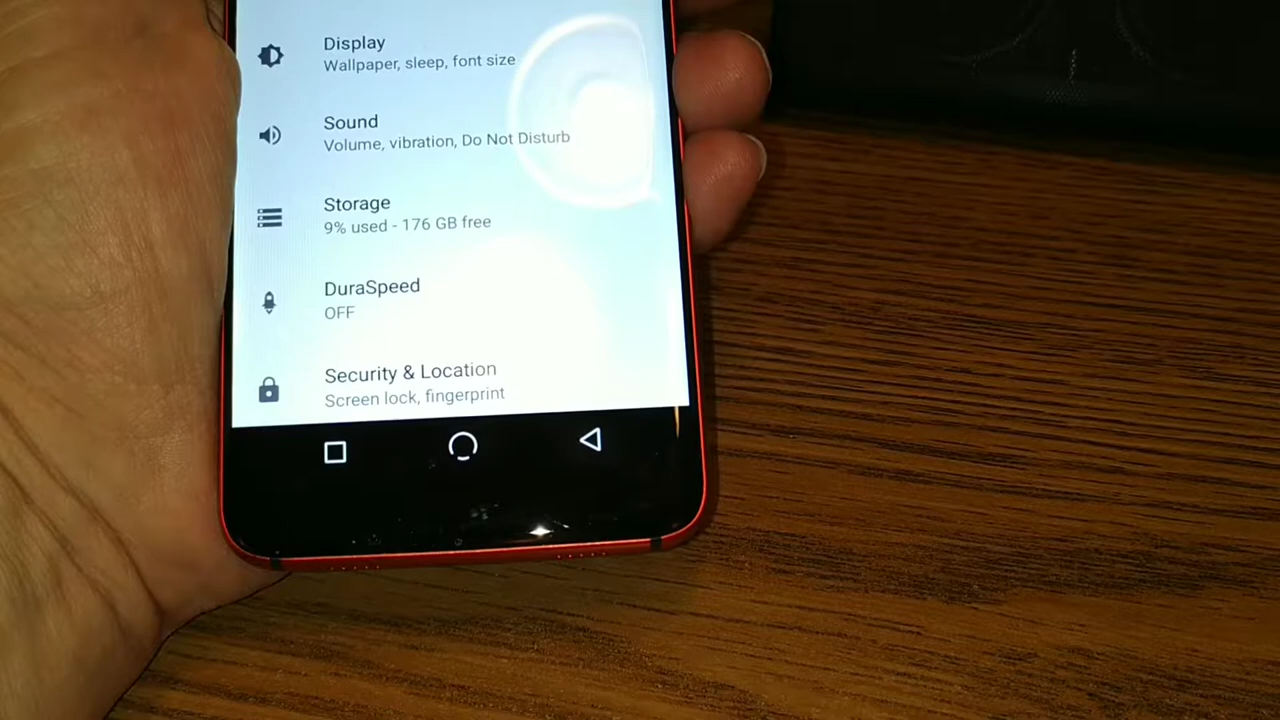 Display
Wallpaper, sleep, font size
Sound
Volume, vibration, Do Not Disturb
Storage
9% used - 176 GB free
DuraSpeed
OFF
Security & Location
Screen lock, fingerprint